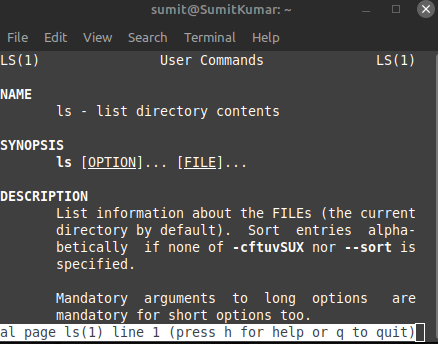 sumit@SumitKumar: ~
File Edit View Search Terminal Help
LS(1) User Commands LS(1)
NAME
ls - list directory contents
SYNOPSIS
ls [OPTION]... [FILE]...
DESCRIPTION
List information about the FILEs (the current
directory by default). Sort entries alpha-
betically if none of -cftuvSUX nor --sort is
specified.
Mandatory arguments to long options are
mandatory for short options too.
al page ls(1) line 1 (press h for help or q to quit)